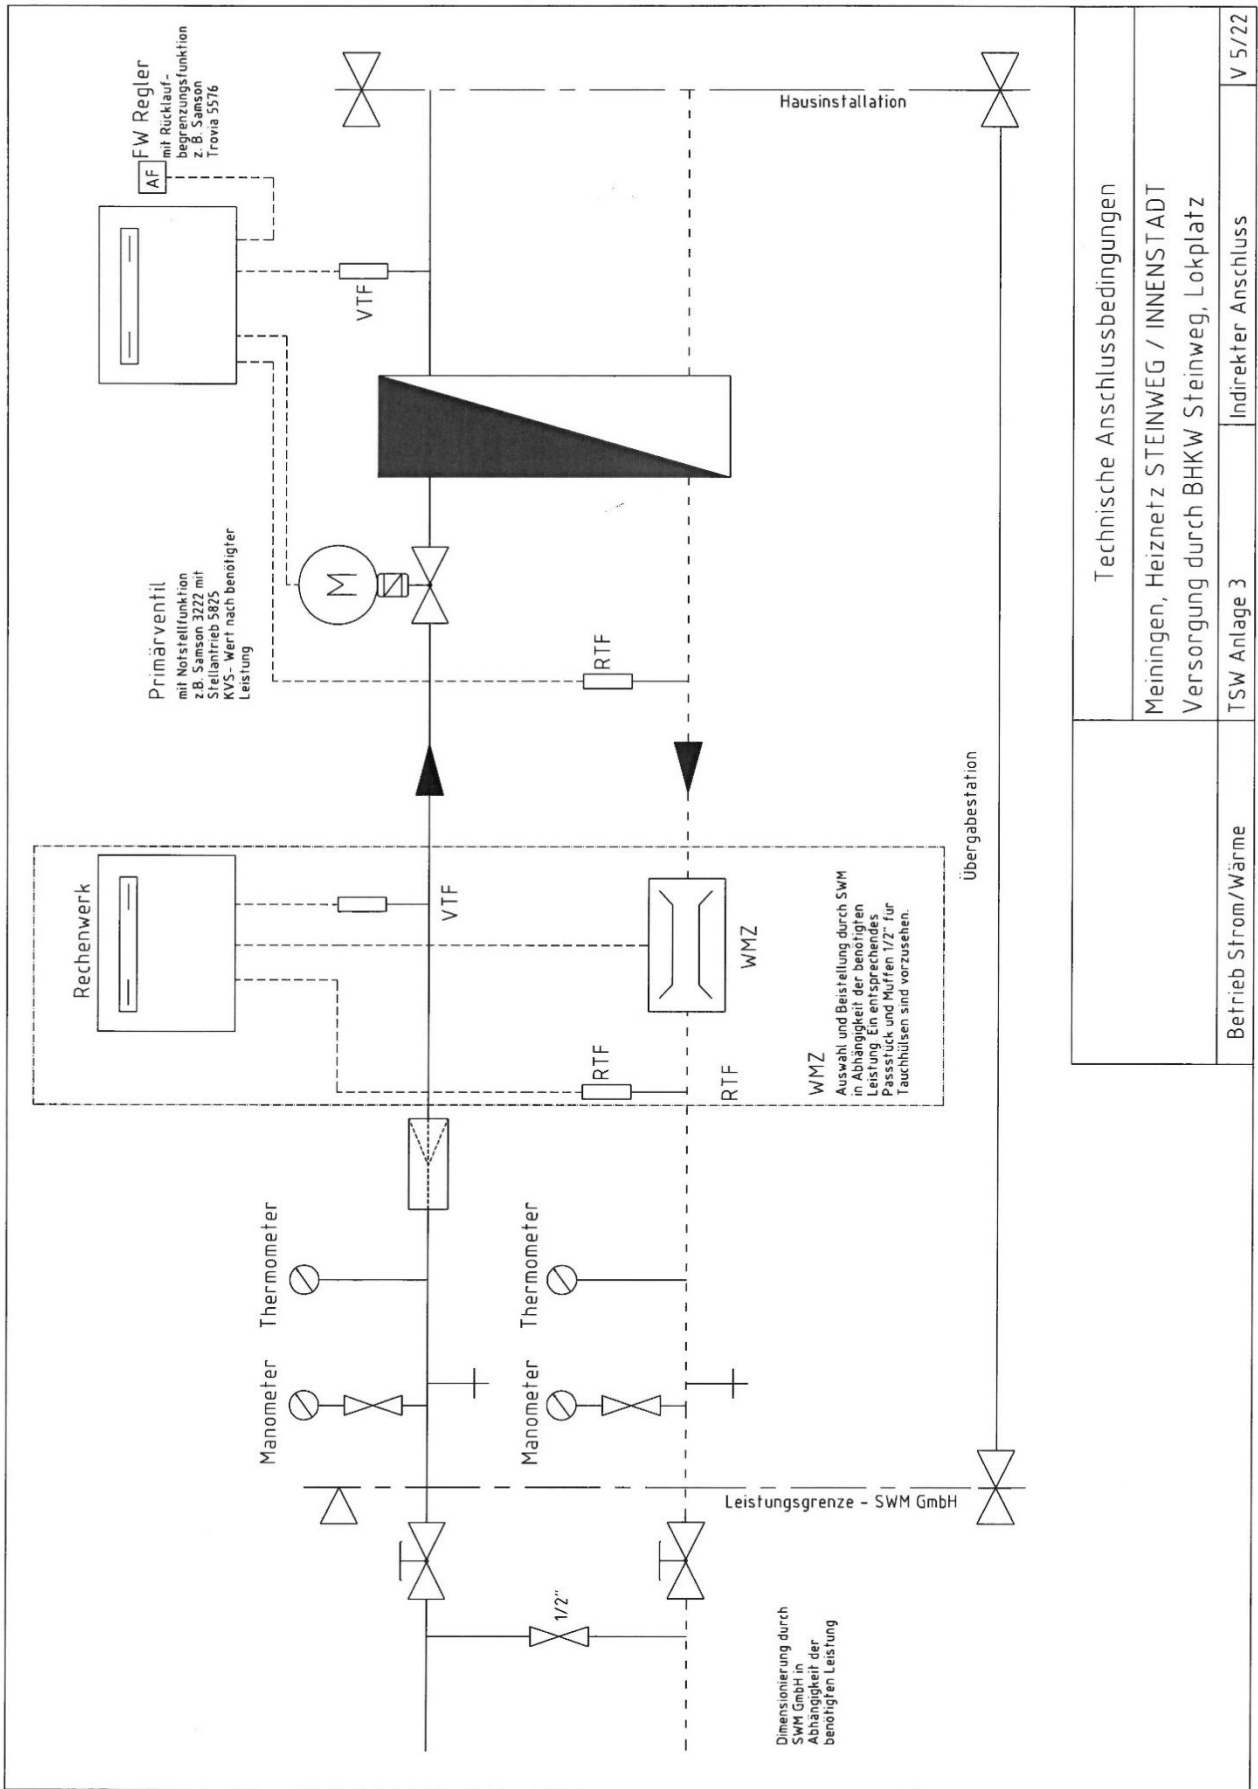 FW Regler
mit Rücklauf-
begrenzungsfunktion
z. B. Samson
Trovia 5576
AF
VTF
Hausinstallation
Primärventil
mit Notstellfunktion
z.B. Samson 3222 mit
Stellantrieb 5825
KVS- Wert nach benötigter
Leistung
M
RTF
Rechenwerk
VTF
WMZ
RTF
RTF
WMZ
Auswahl und Beistellung durch SWM
in Abhängigkeit der benötigten
Leistung. Ein entsprechendes
Passstück und Muffen 1/2" für
Tauchhülsen sind vorzusehen.
Übergabestation
Thermometer
Manometer
Thermometer
Manometer
Leistungsgrenze - SWM GmbH
1/2"
Dimensionierung durch
SWM GmbH in
Abhängigkeit der
benötigten Leistung
Technische Anschlussbedingungen
Meiningen, Heiznetz STEINWEG / INNENSTADT
Versorgung durch BHKW Steinweg, Lokplatz
Betrieb Strom/Wärme
TSW Anlage 3
Indirekter Anschluss
V 5/22